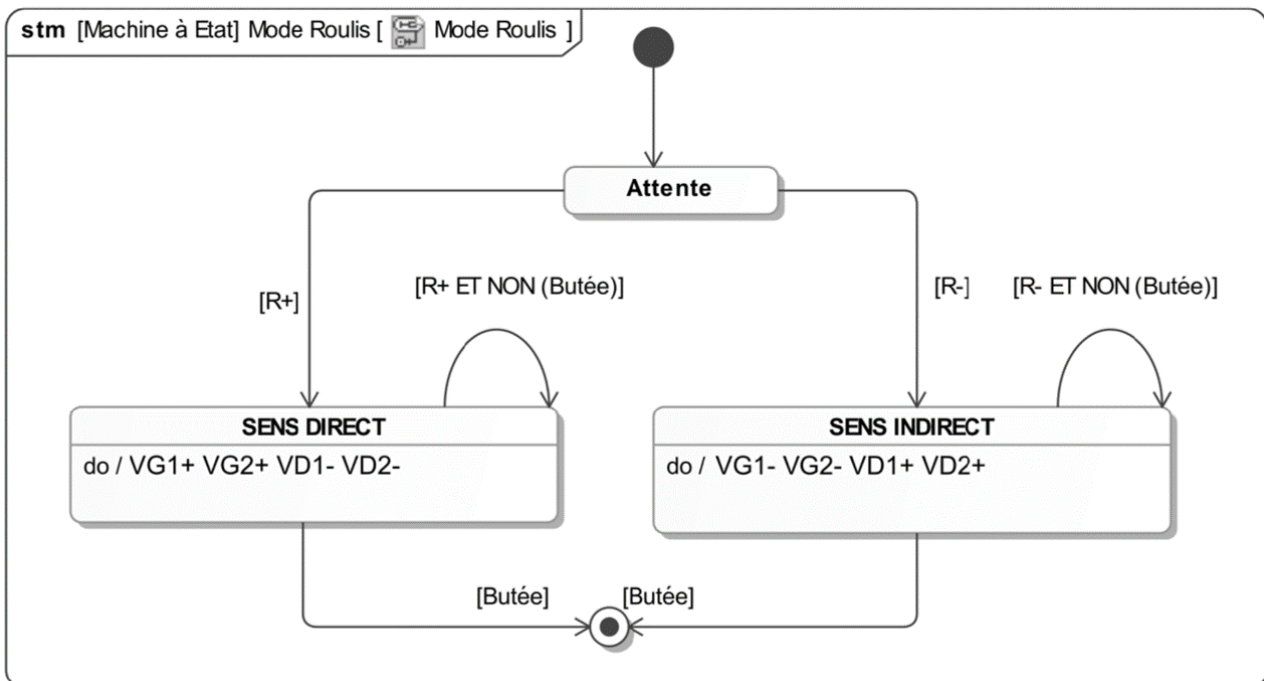 stm [Machine à Etat] Mode Roulis [ Mode Roulis ]
Attente
[R+]
[R+ ET NON (Butée)]
[R-]
[R- ET NON (Butée)]
SENS DIRECT
do / VG1+ VG2+ VD1- VD2-
SENS INDIRECT
do / VG1- VG2- VD1+ VD2+
[Butée]
[Butée]